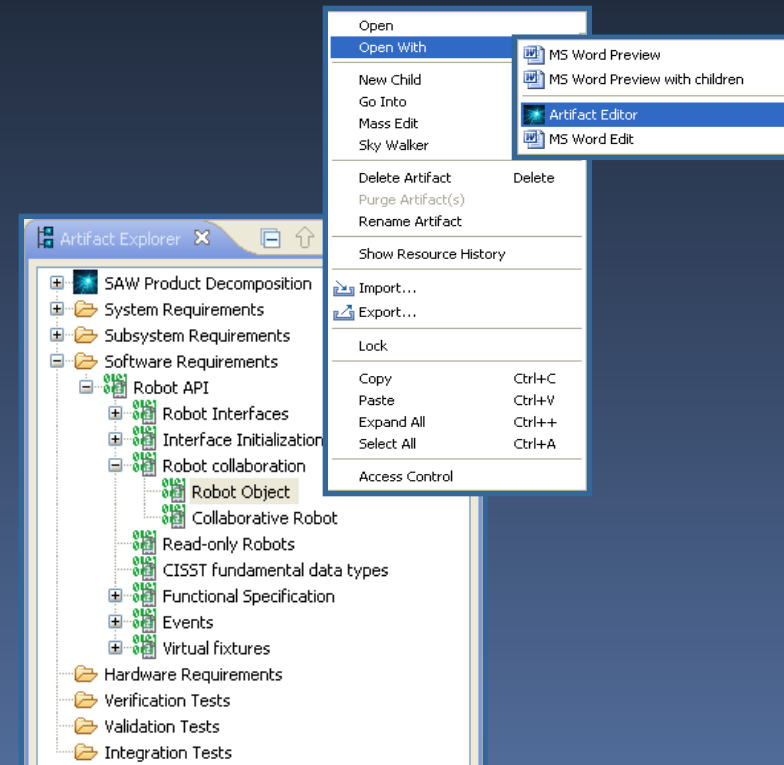 Open
Open With
New Child
Go Into
Mass Edit
Sky Walker
Delete Artifact Delete
Purge Artifact(s)
Rename Artifact
Show Resource History
Import...
Export...
Lock
Copy Ctrl+C
Paste Ctrl+V
Expand All Ctrl++
Select All Ctrl+A
Access Control
MS Word Preview
MS Word Preview with children
Artifact Editor
MS Word Edit
Artifact Explorer
SAW Product Decomposition
System Requirements
Subsystem Requirements
Software Requirements
Robot API
Robot Interfaces
Interface Initialization
Robot collaboration
Robot Object
Collaborative Robot
Read-only Robots
CISST fundamental data types
Functional Specification
Events
Virtual fixtures
Hardware Requirements
Verification Tests
Validation Tests
Integration Tests